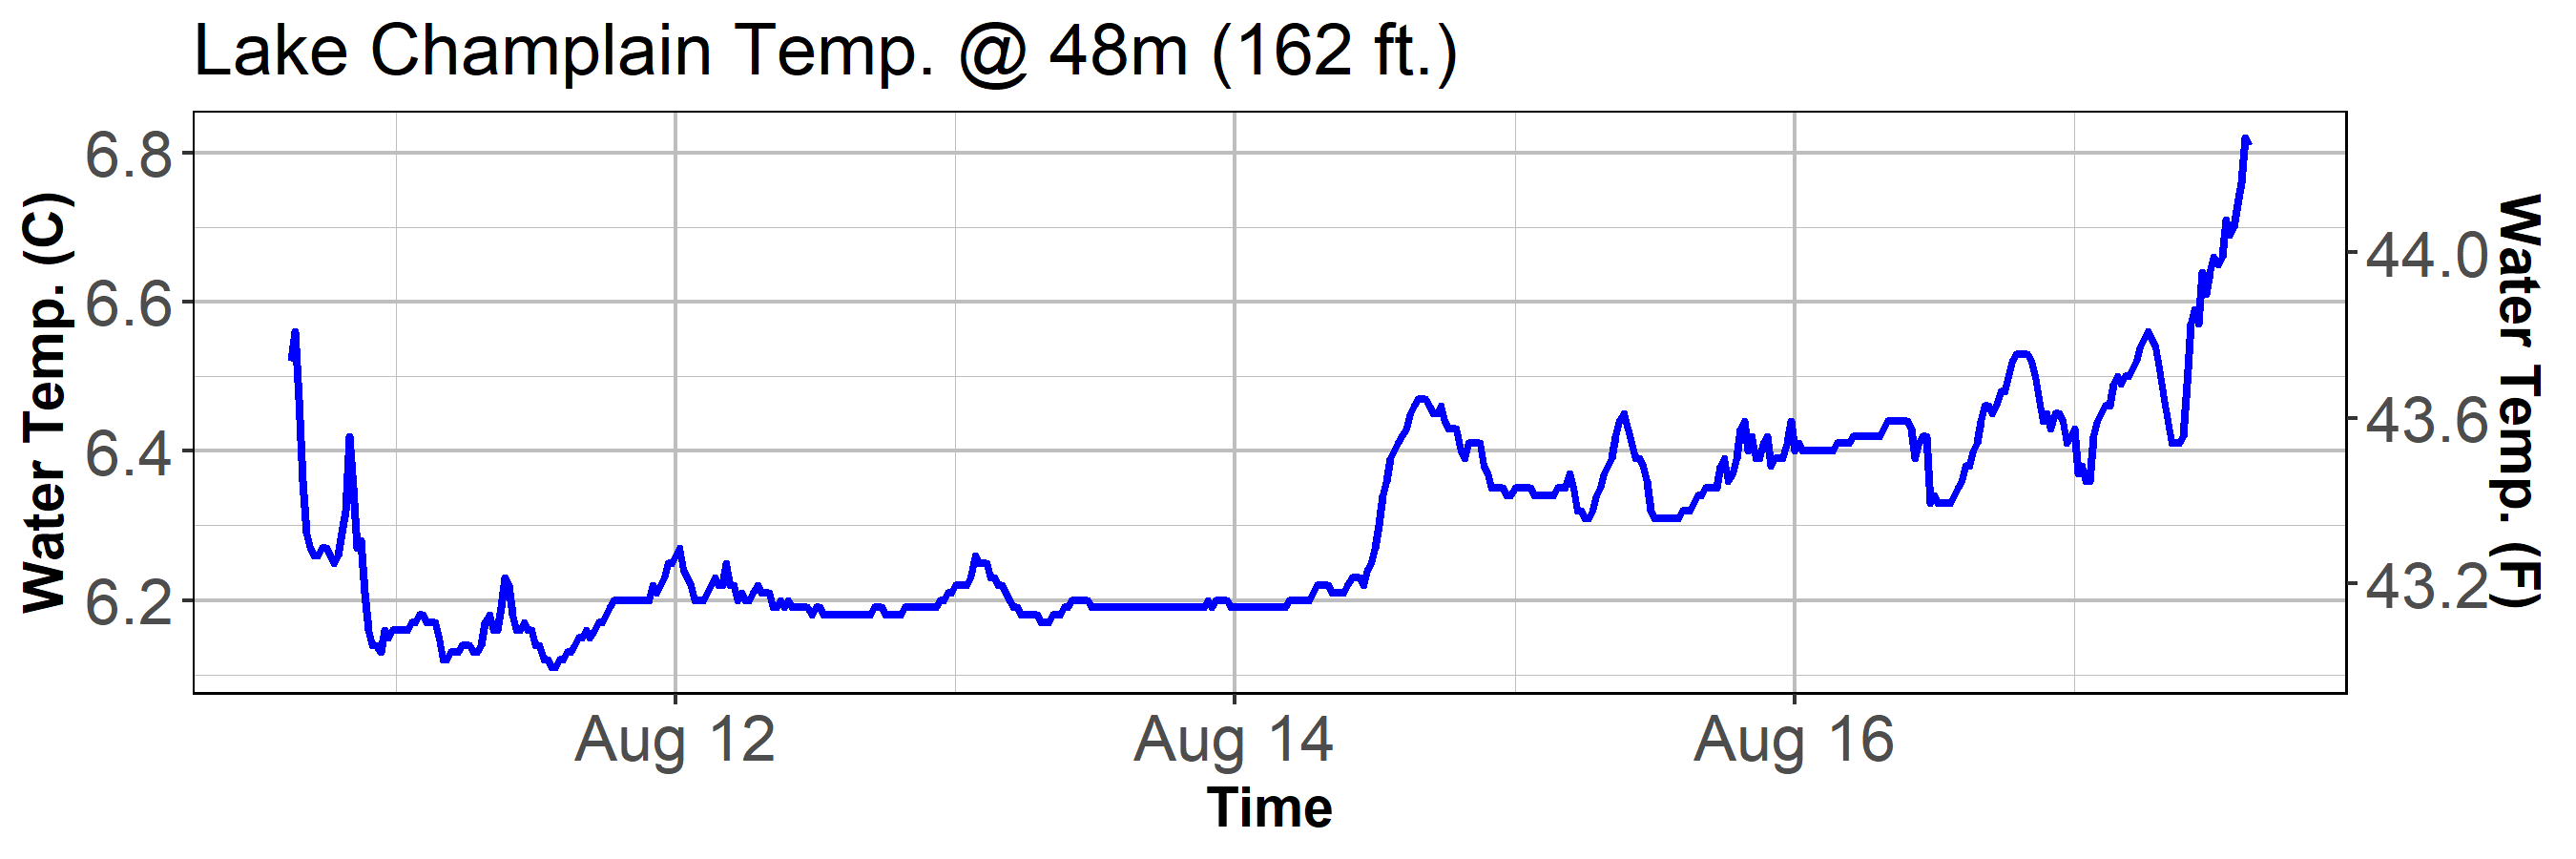 Lake Champlain Temp. @ 48m (162 ft.)
Water Temp. (C)
6.8
6.6
6.4
6.2
44.0
43.6
43.2
Water Temp. (F)
Aug 12 Aug 14 Aug 16
Time